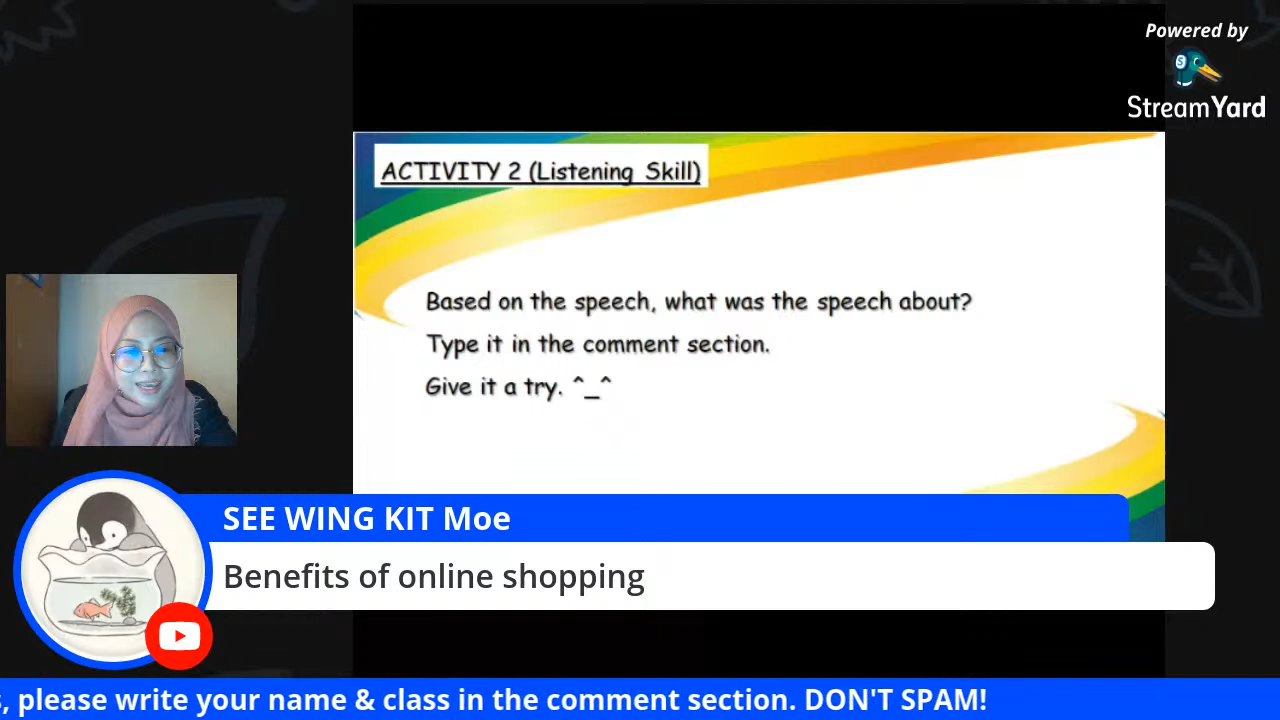 Powered by
StreamYard
ACTIVITY 2 (Listening Skill)
Based on the speech, what was the speech about?
Type it in the comment section.
Give it a try. ^_^
SEE WING KIT Moe
Benefits of online shopping
, please write your name & class in the comment section. DON'T SPAM!